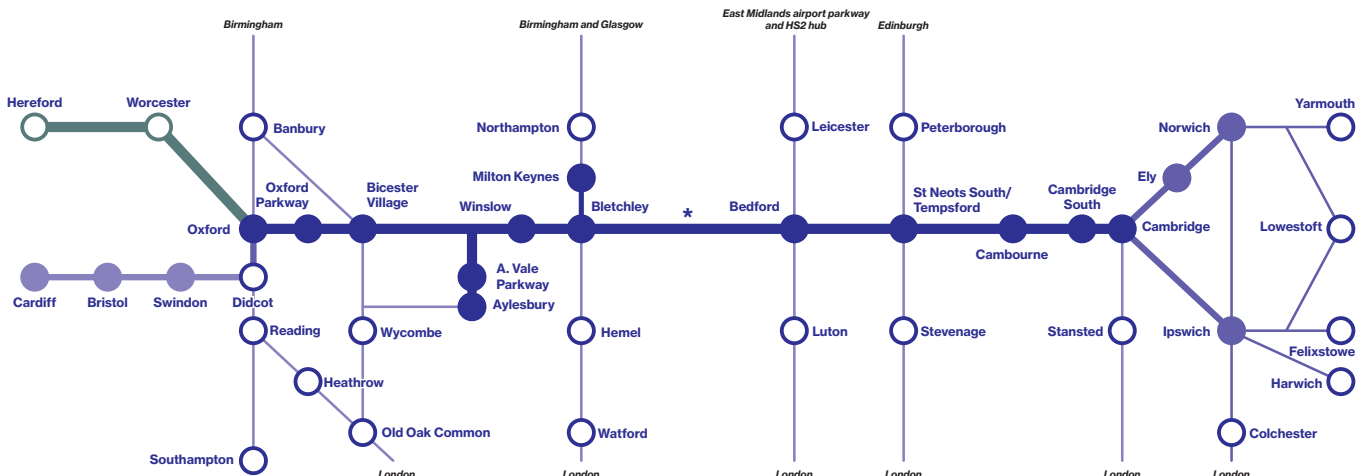 East Midlands airport parkway
and HS2 hub
Birmingham
Birmingham and Glasgow
Edinburgh
Hereford
Worcester
Yarmouth
Banbury
Northampton
Leicester
Peterborough
Norwich
Milton Keynes
Ely
Oxford
Parkway
Bicester
Village
St Neots South/
Tempsford
Cambridge
South
Winslow
Bletchley
*
Bedford
Oxford
Cambridge
Lowestoft
Cambourne
A. Vale
Parkway
Aylesbury
Cardiff
Bristol
Swindon
Didcot
Reading
Wycombe
Hemel
Luton
Stevenage
Stansted
Ipswich
Felixstowe
Heathrow
Harwich
Old Oak Common
Watford
Colchester
Southampton
London
London
London
London
London
London